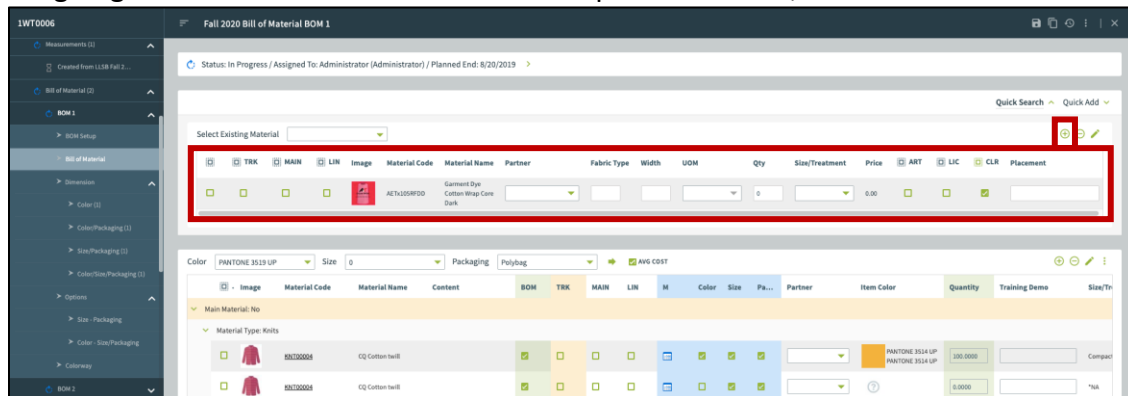 1WT0006
Fall 2020 Bill of Material BOM 1
Measurements (1)
Created from LLSB Fall 2...
Bill of Material (2)
BOM 1
BOM Setup
Bill of Material
Dimension
Color (1)
Color/Packaging (1)
Size/Packaging (1)
Color/Size/Packaging (1)
Options
Size - Packaging
Color - Size/Packaging
Colorway
BOM 2
Status: In Progress / Assigned To: Administrator (Administrator) / Planned End: 8/20/2019
Quick Search Quick Add
Select Existing Material
TRK MAIN LIN Image Material Code Material Name Partner Fabric Type Width UOM Qty Size/Treatment Price ART LIC CLR Placement
AETx105RFDD Garment Dye Cotton Wrap Core Dark 0 0.00
Color PANTONE 3519 UP Size 0 Packaging Polybag AVG COST
Image Material Code Material Name Content BOM TRK MAIN LIN M Color Size Pa... Partner Item Color Quantity Training Demo Size/Tr
Main Material: No
Material Type: Knits
KNT00004 CQ Cotton twill PANTONE 3514 UP PANTONE 3514 UP 100.0000 Compac
KNT00004 CQ Cotton twill 0.0000 *NA